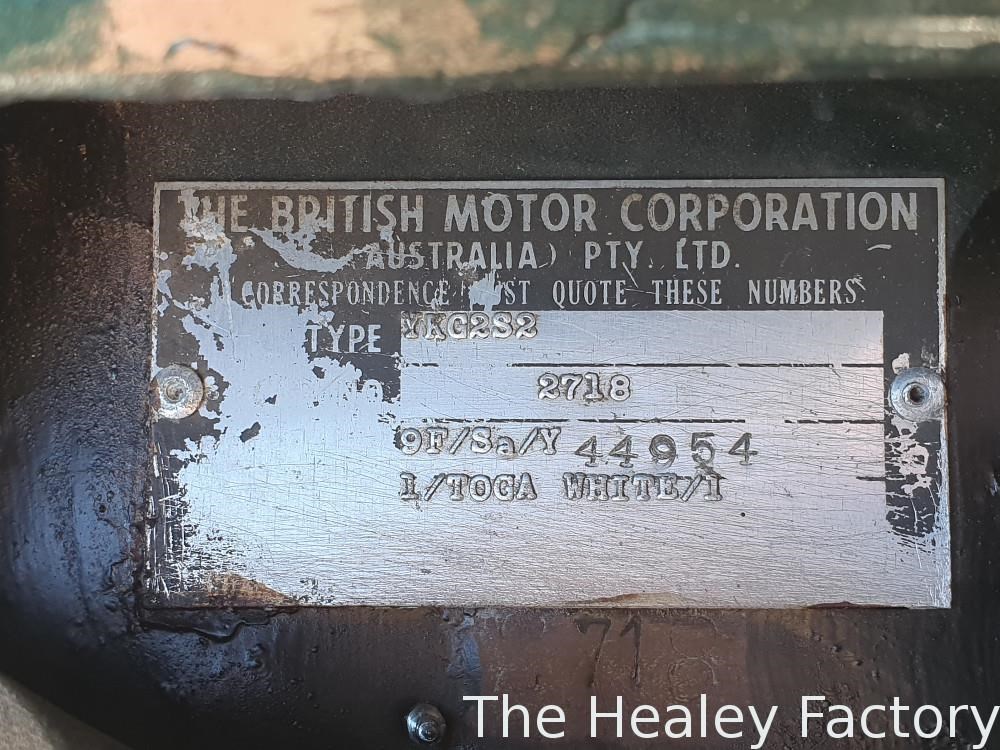 THE BRITISH MOTOR CORPORATION
(AUSTRALIA) PTY. LTD.
CORRESPONDENCE MUST QUOTE THESE NUMBERS
TYPE YKG2S2
2718
9F/Sa/Y 44954
1/TOGA WHITE/1
71
The Healey Factory